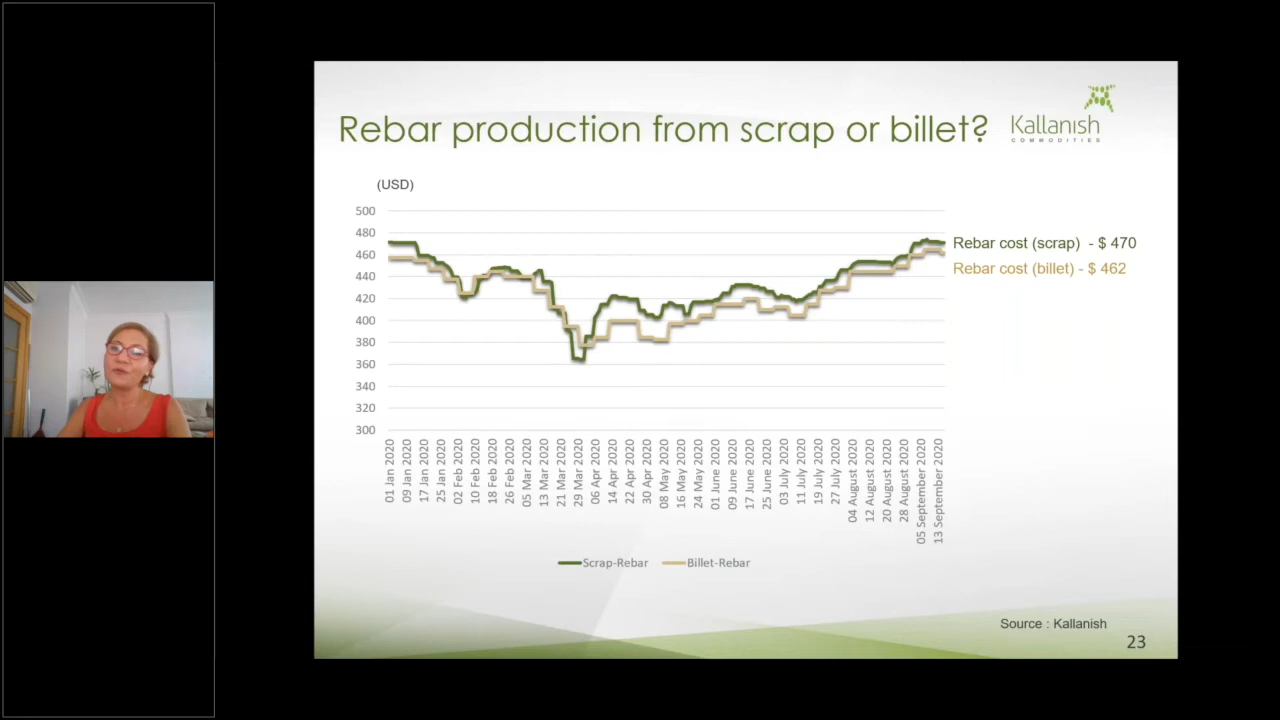 Rebar production from scrap or billet?
Kallanish
COMMODITIES
(USD)
500
480
460
440
420
400
380
360
340
320
300
Rebar cost (scrap) - $ 470
Rebar cost (billet) - $ 462
01 Jan 2020
09 Jan 2020
17 Jan 2020
25 Jan 2020
02 Feb 2020
10 Feb 2020
18 Feb 2020
26 Feb 2020
05 Mar 2020
13 Mar 2020
21 Mar 2020
29 Mar 2020
06 Apr 2020
14 Apr 2020
22 Apr 2020
30 Apr 2020
08 May 2020
16 May 2020
24 May 2020
01 June 2020
09 June 2020
17 June 2020
25 June 2020
03 July 2020
11 July 2020
19 July 2020
27 July 2020
04 August 2020
12 August 2020
20 August 2020
28 August 2020
05 September 2020
13 September 2020
Scrap-Rebar
Billet-Rebar
Source : Kallanish
23